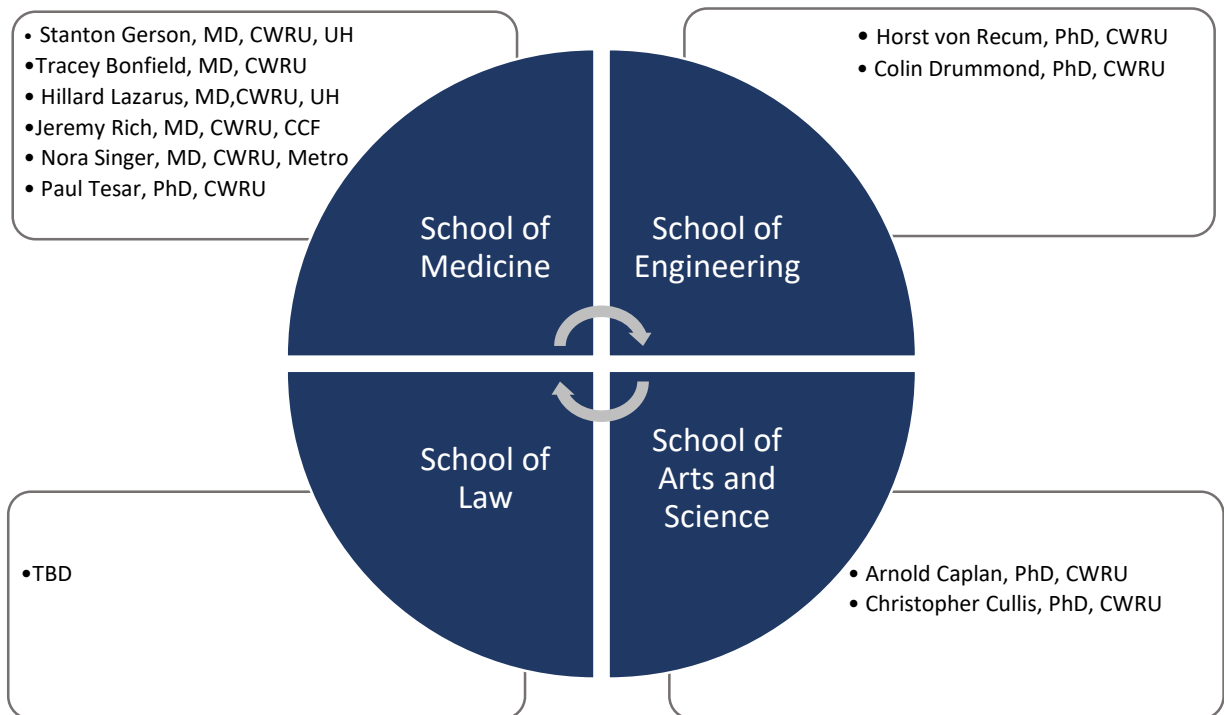 • Stanton Gerson, MD, CWRU, UH
•Tracey Bonfield, MD, CWRU
• Hillard Lazarus, MD,CWRU, UH
•Jeremy Rich, MD, CWRU, CCF
• Nora Singer, MD, CWRU, Metro
• Paul Tesar, PhD, CWRU
• Horst von Recum, PhD, CWRU
• Colin Drummond, PhD, CWRU
School of
Medicine
School of
Engineering
School of
Law
School of
Arts and
Science
•TBD
• Arnold Caplan, PhD, CWRU
• Christopher Cullis, PhD, CWRU